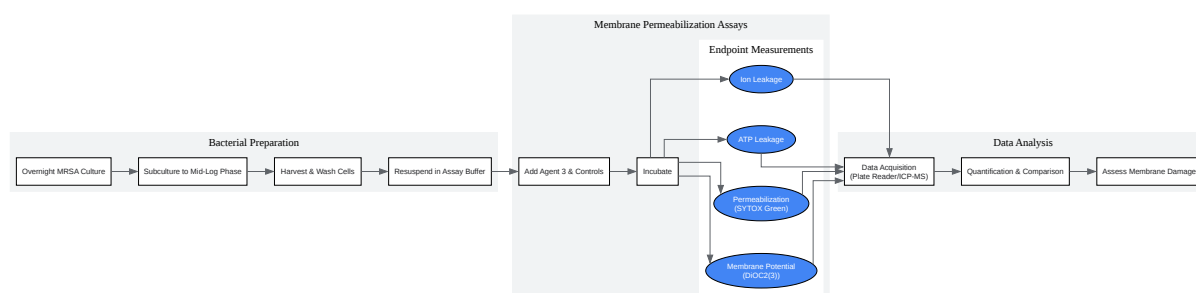 Membrane Permeabilization Assays
Endpoint Measurements
Ion Leakage
ATP Leakage
Bacterial Preparation
Data Analysis
Overnight MRSA Culture
Subculture to Mid-Log Phase
Harvest & Wash Cells
Resuspend in Assay Buffer
Add Agent 3 & Controls
Incubate
Data Acquisition
(Plate Reader/ICP-MS)
Quantification & Comparison
Assess Membrane Damage
Permeabilization
(SYTOX Green)
Membrane Potential
(DiOC2(3))